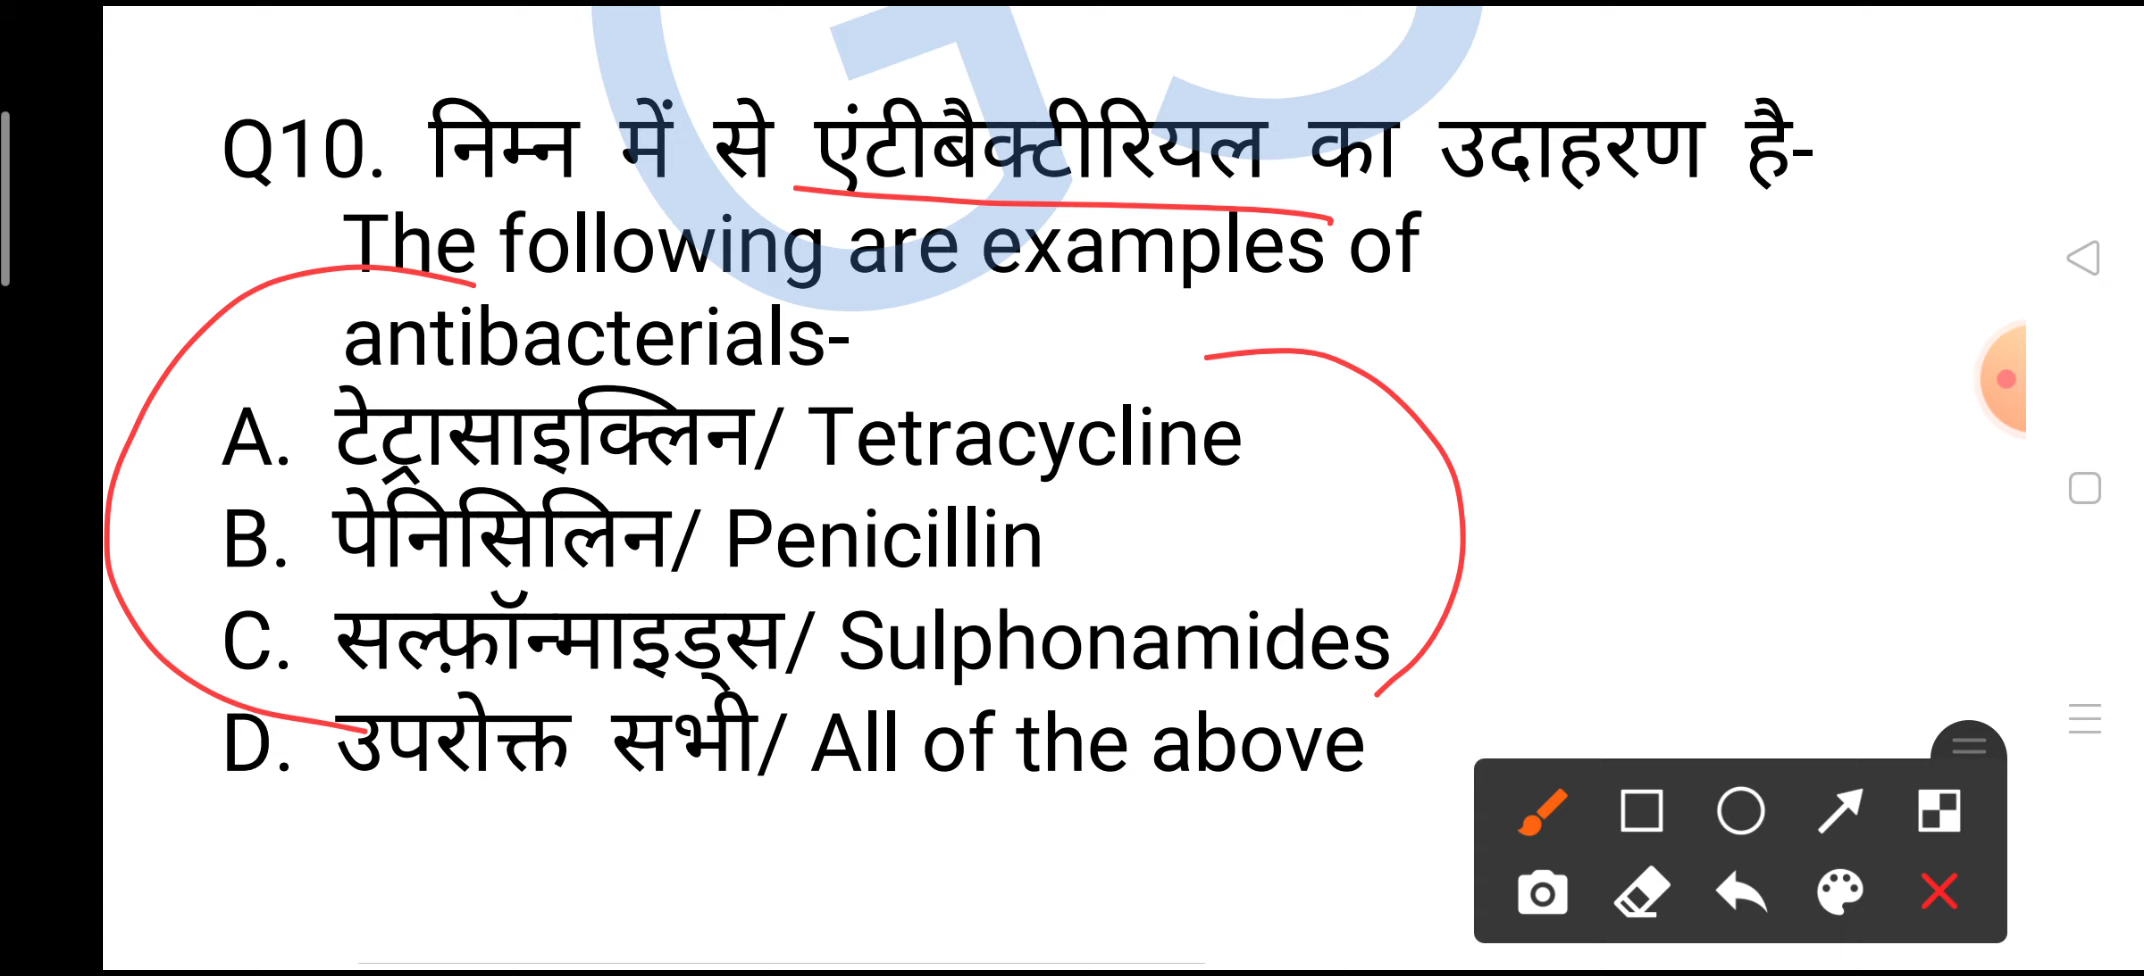 Q10. निम्न में से एंटीबैक्टीरियल का उदाहरण है-
The following are examples of
antibacterials-
A. टेट्रासाइक्लिन/ Tetracycline
B. पेनिसिलिन/ Penicillin
C. सल्फ़ॉन्माइड्स/ Sulphonamides
D. उपरोक्त सभी/ All of the above